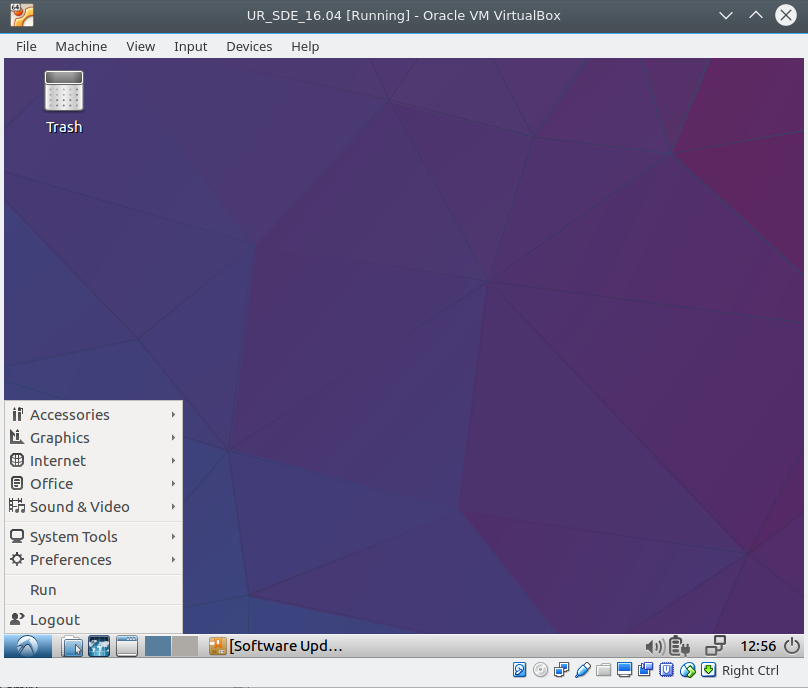 UR_SDE_16.04 [Running] - Oracle VM VirtualBox
File Machine View Input Devices Help
Trash
Accessories
Graphics
Internet
Office
Sound & Video
System Tools
Preferences
Run
Logout
[Software Upd...
12:56
Right Ctrl